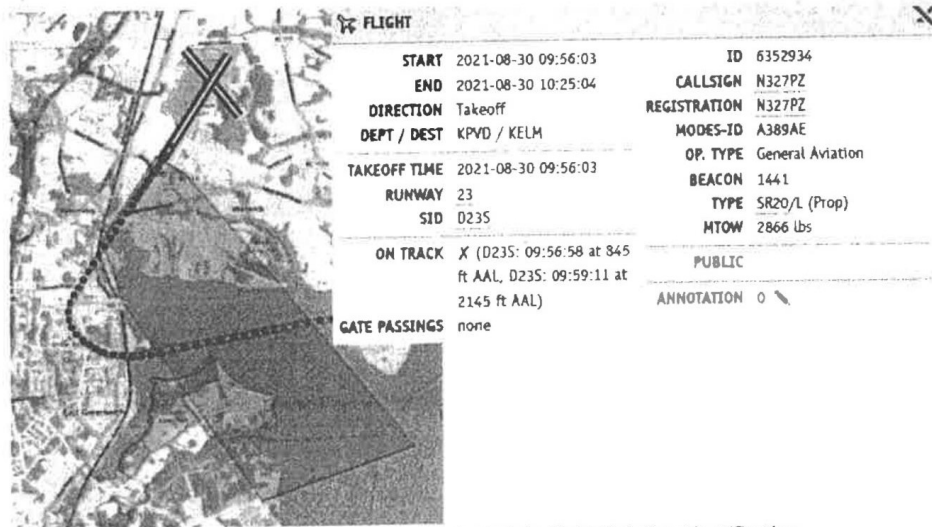 FLIGHT
START 2021-08-30 09:56:03
END 2021-08-30 10:25:04
DIRECTION Takeoff
DEPT / DEST KPVD / KELM
TAKEOFF TIME 2021-08-30 09:56:03
RUNWAY 23
SID D23S
ON TRACK X (D23S: 09:56:58 at 845
ft AAL, D23S: 09:59:11 at
2145 ft AAL)
GATE PASSINGS none
ID 6352934
CALLSIGN N327PZ
REGISTRATION N327PZ
MODES-ID A389AE
OP. TYPE General Aviation
BEACON 1441
TYPE SR20/L (Prop)
MTOW 2866 lbs
PUBLIC
ANNOTATION 0